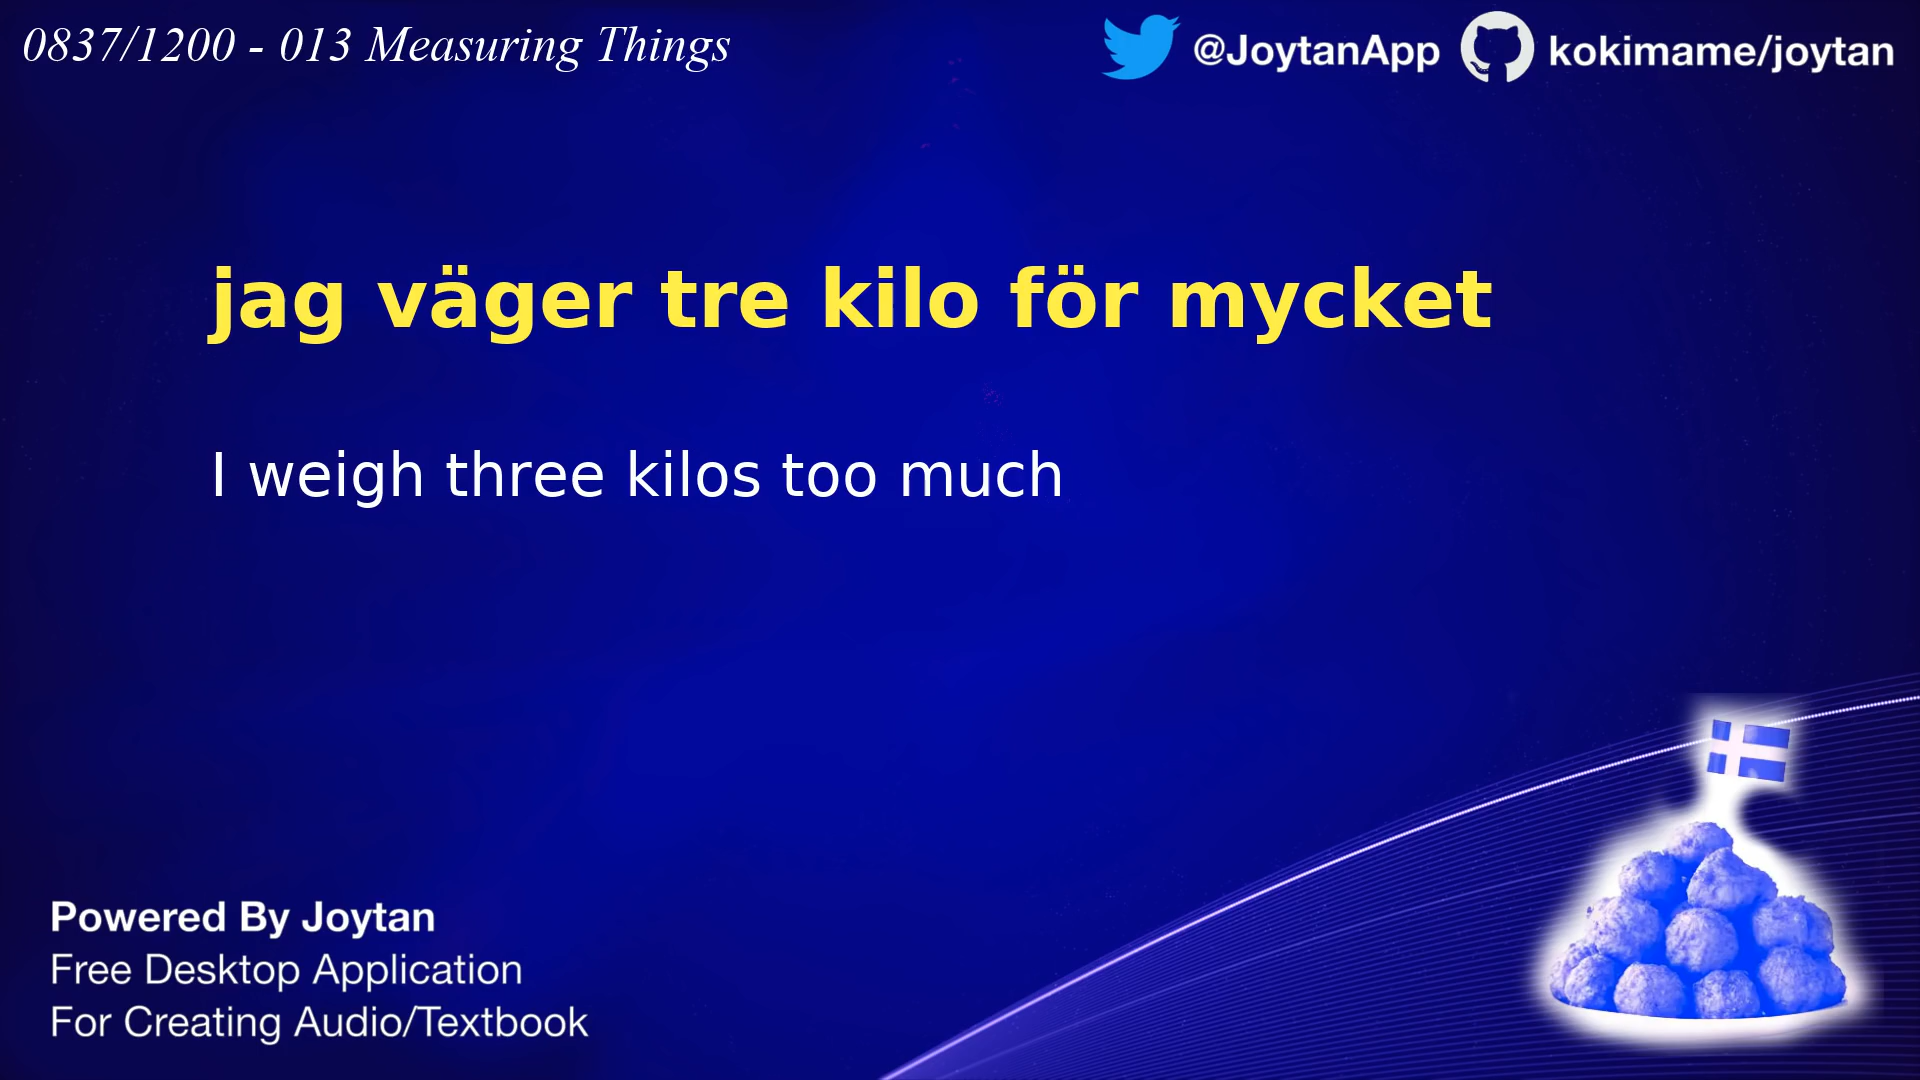 0837/1200 - 013 Measuring Things
@JoytanApp
kokimame/joytan
jag väger tre kilo för mycket
I weigh three kilos too much
Powered By Joytan
Free Desktop Application
For Creating Audio/Textbook